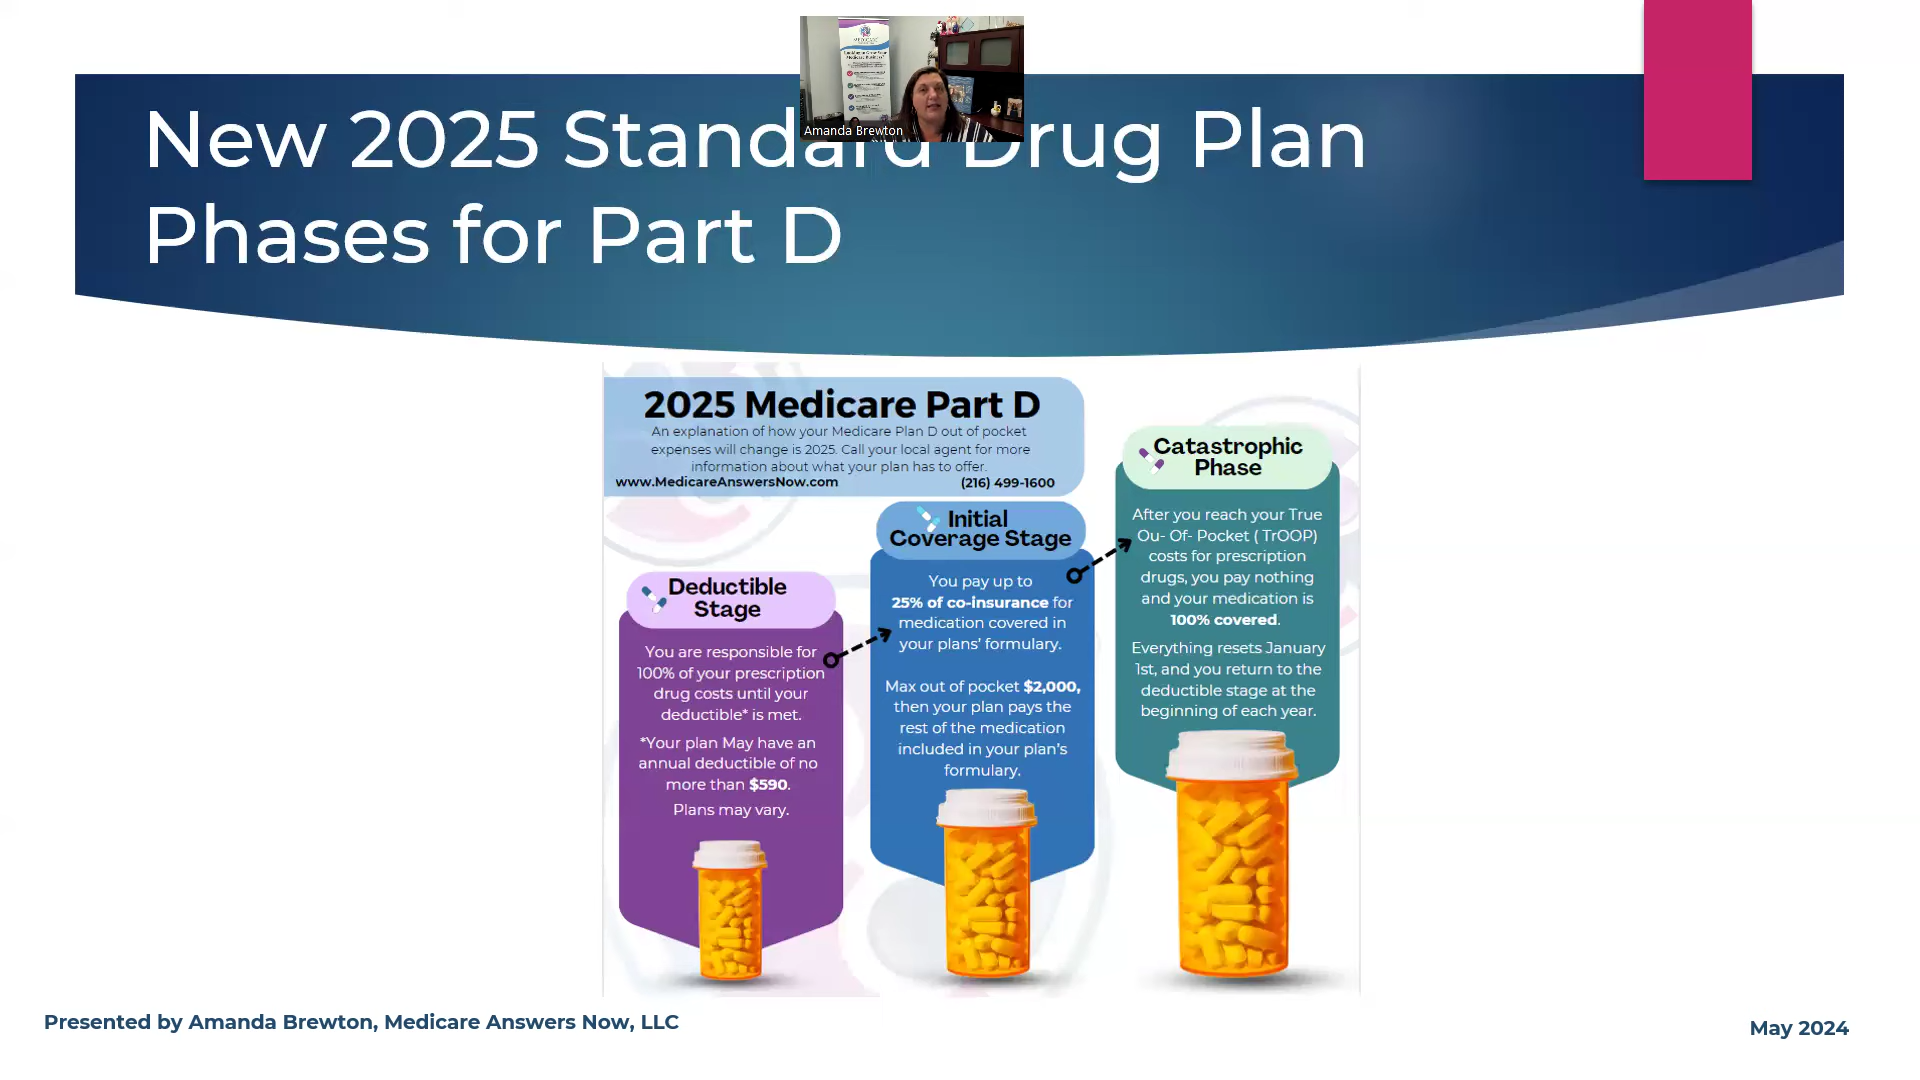 New 2025 Standard Drug Plan
Phases for Part D
Amanda Brewton
2025 Medicare Part D
An explanation of how your Medicare Plan D out of pocket
expenses will change is 2025. Call your local agent for more
information about what your plan has to offer.
www.MedicareAnswersNow.com (216) 499-1600
Deductible
Stage
You are responsible for
100% of your prescription
drug costs until your
deductible* is met.
*Your plan May have an
annual deductible of no
more than $590.
Plans may vary.
Initial
Coverage Stage
You pay up to
25% of co-insurance for
medication covered in
your plans’ formulary.
Max out of pocket $2,000,
then your plan pays the
rest of the medication
included in your plan’s
formulary.
Catastrophic
Phase
After you reach your True
Ou- Of- Pocket ( TrOOP)
costs for prescription
drugs, you pay nothing
and your medication is
100% covered.
Everything resets January
1st, and you return to the
deductible stage at the
beginning of each year.
Presented by Amanda Brewton, Medicare Answers Now, LLC
May 2024